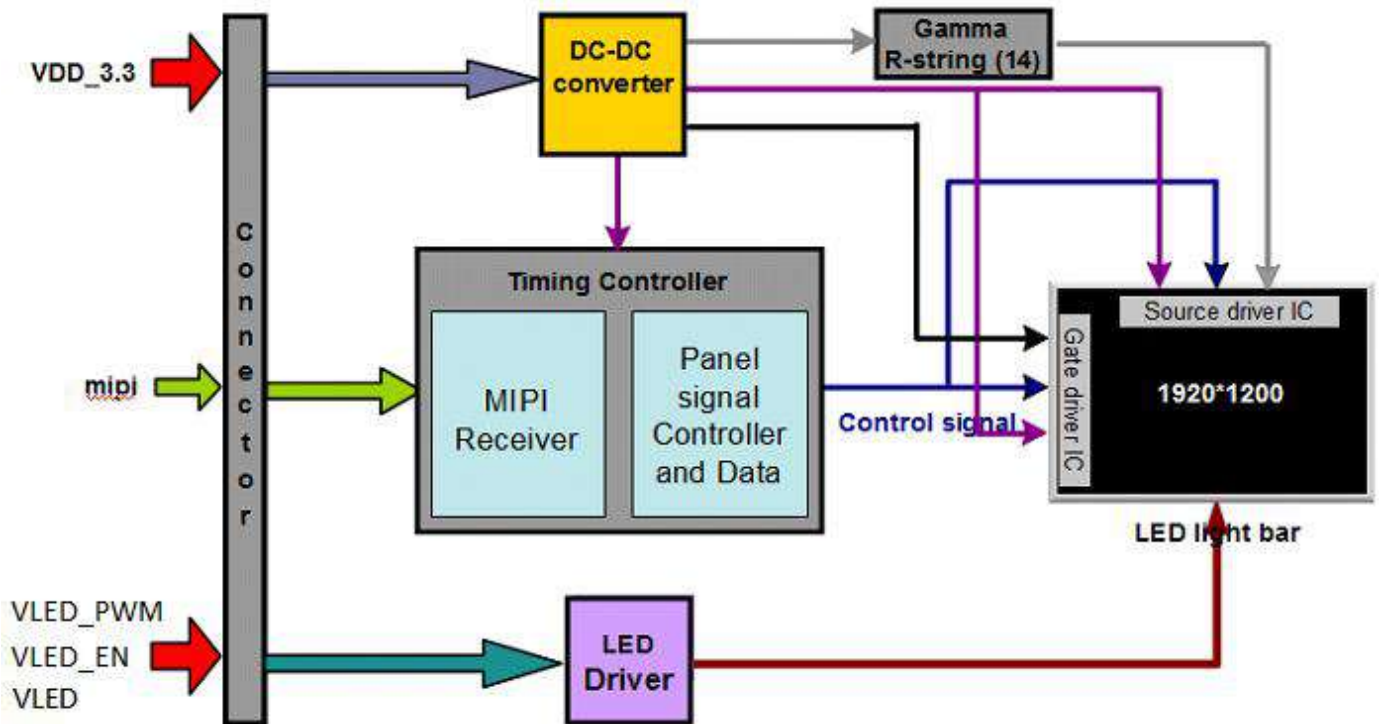 VDD_3.3
mipi
VLED_PWM
VLED_EN
VLED
Connector
DC-DC
converter
Gamma
R-string (14)
Timing Controller
MIPI
Receiver
Panel
signal
Controller
and Data
Control signal
Source driver IC
Gate driver IC
1920*1200
LED light bar
LED
Driver